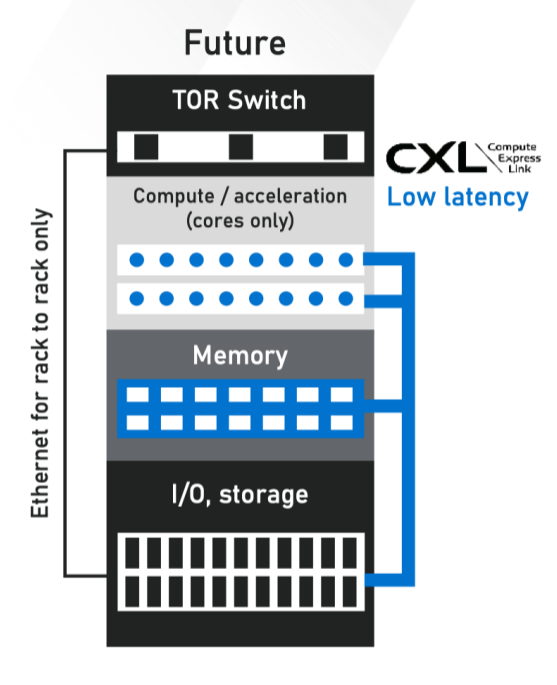 Future
TOR Switch
CXL
Compute
Express
Link
Low latency
Compute / acceleration
(cores only)
Memory
I/O, storage
Ethernet for rack to rack only